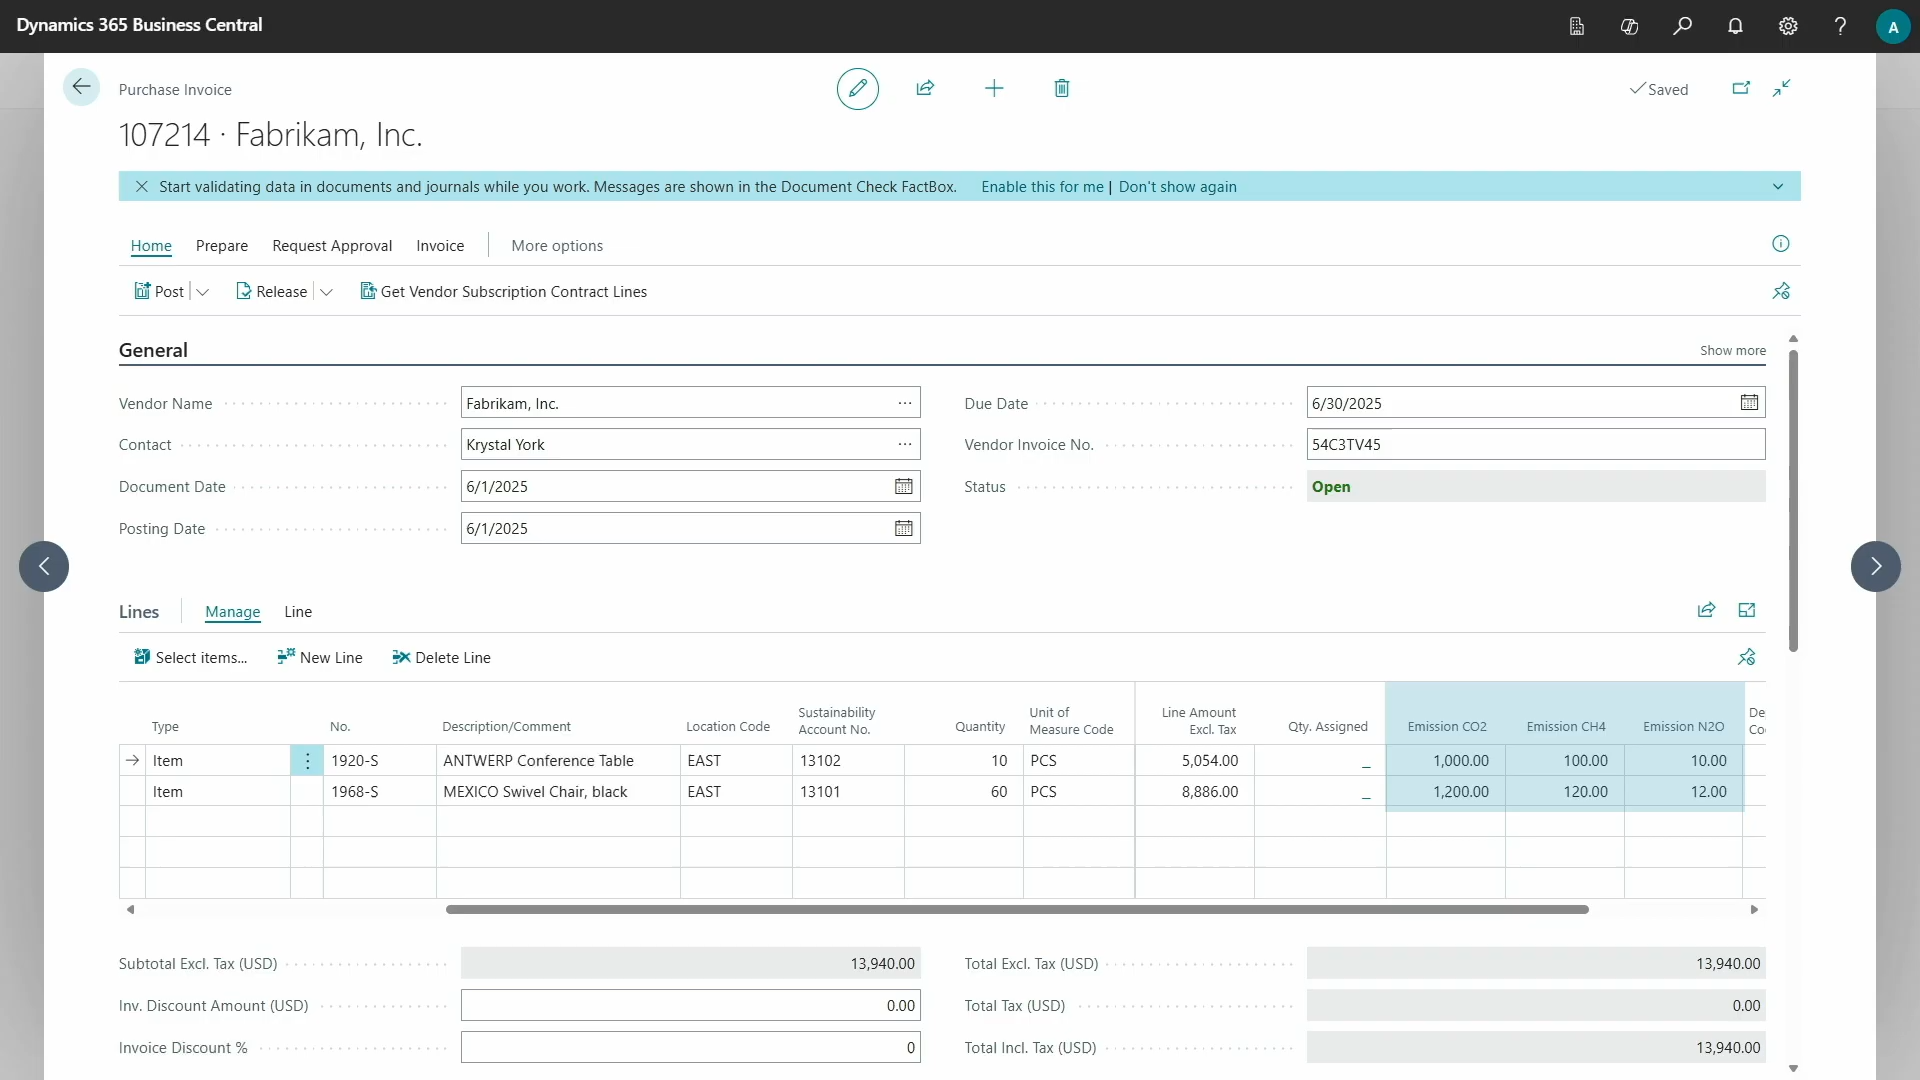 Dynamics 365 Business Central
A
Purchase Invoice
Saved
107214 · Fabrikam, Inc.
Start validating data in documents and journals while you work. Messages are shown in the Document Check FactBox. Enable this for me | Don't show again
Home Prepare Request Approval Invoice More options
Post Release Get Vendor Subscription Contract Lines
General Show more
Vendor Name Fabrikam, Inc. Due Date 6/30/2025
Contact Krystal York Vendor Invoice No. 54C3TV45
Document Date 6/1/2025 Status Open
Posting Date 6/1/2025
Lines Manage Line
Select items... New Line Delete Line
Type No. Description/Comment Location Code Sustainability Account No. Quantity Unit of Measure Code Line Amount Excl. Tax Qty. Assigned Emission CO2 Emission CH4 Emission N2O
Item 1920-S ANTWERP Conference Table EAST 13102 10 PCS 5,054.00 _ 1,000.00 100.00 10.00
Item 1968-S MEXICO Swivel Chair, black EAST 13101 60 PCS 8,886.00 _ 1,200.00 120.00 12.00
Subtotal Excl. Tax (USD) 13,940.00 Total Excl. Tax (USD) 13,940.00
Inv. Discount Amount (USD) 0.00 Total Tax (USD) 0.00
Invoice Discount % 0 Total Incl. Tax (USD) 13,940.00